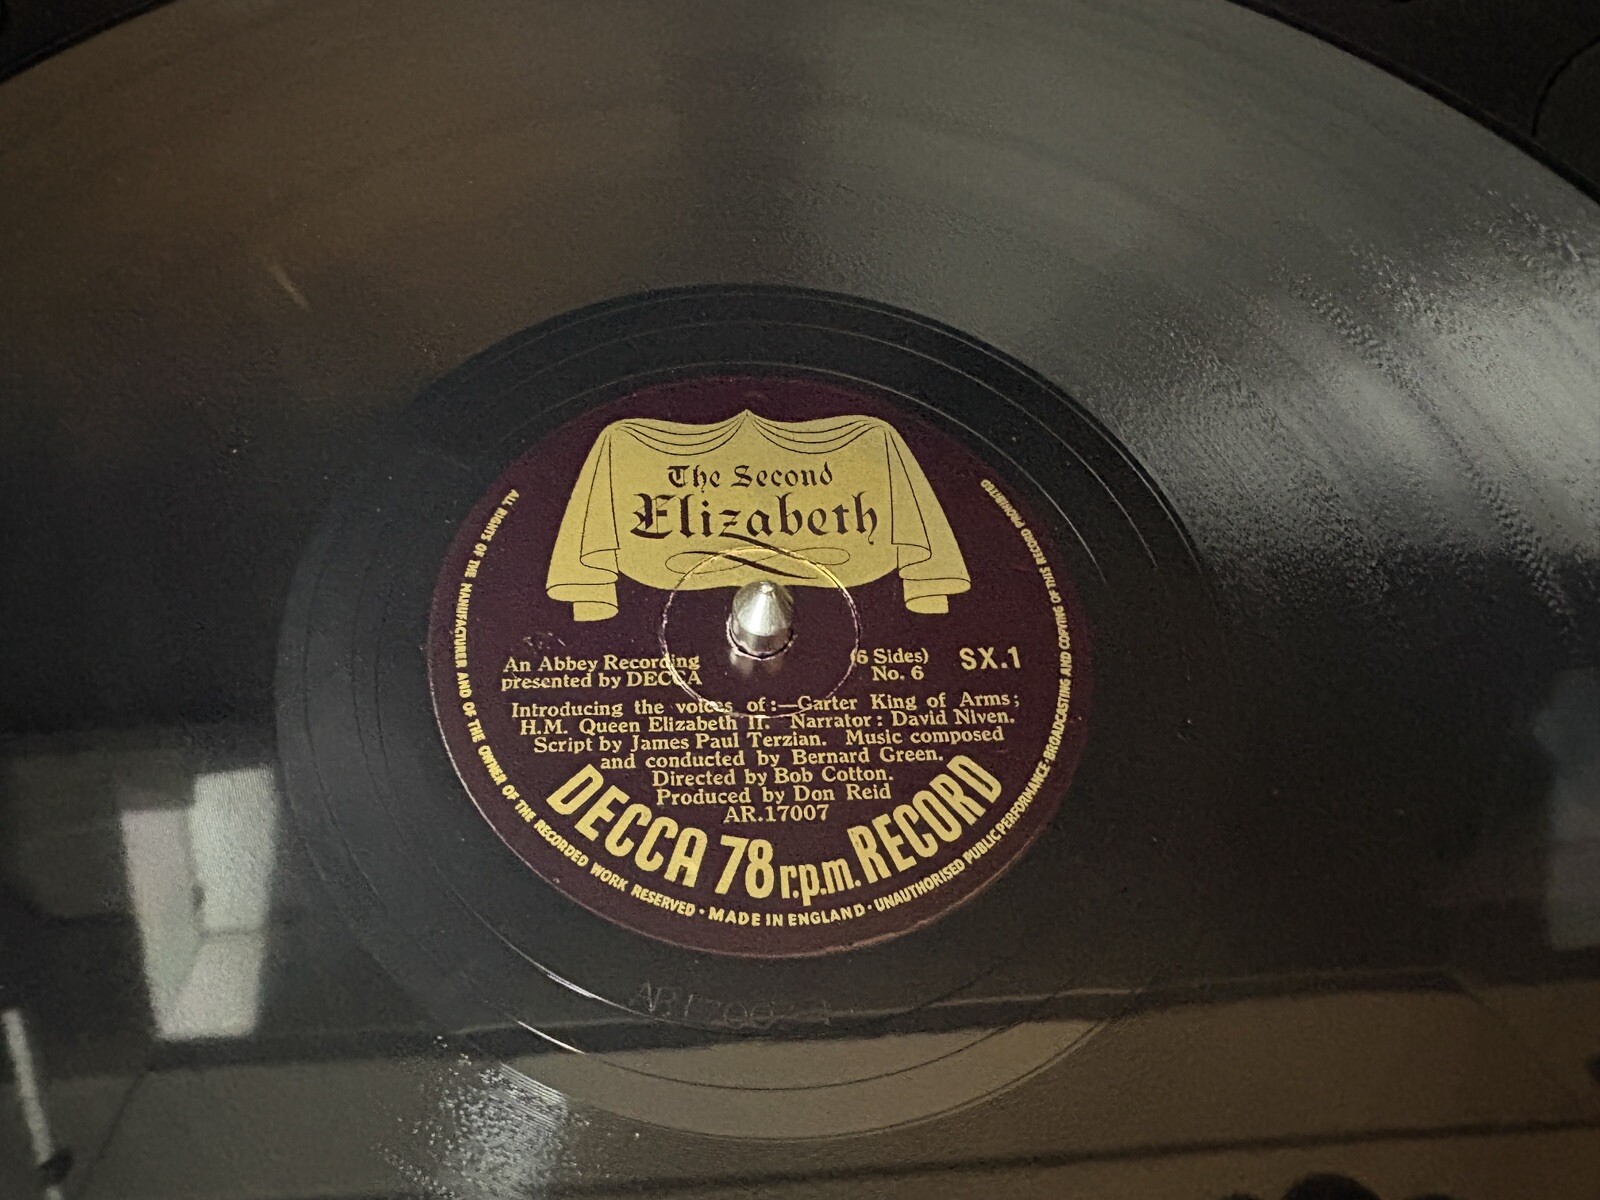 The Second
Elizabeth
An Abbey Recording
presented by DECCA
(6 Sides)
No. 6
SX.1
Introducing the voices of:—Garter King of Arms;
H.M. Queen Elizabeth II. Narrator: David Niven.
Script by James Paul Terzian. Music composed
and conducted by Bernard Green.
Directed by Bob Cotton.
Produced by Don Reid
AR.17007
DECCA 78 r.p.m. RECORD
ALL RIGHTS OF THE MANUFACTURER AND OF THE OWNER OF THE RECORDED WORK RESERVED · MADE IN ENGLAND · UNAUTHORISED PUBLIC PERFORMANCE · BROADCASTING AND COPYING OF THIS RECORD PROHIBITED